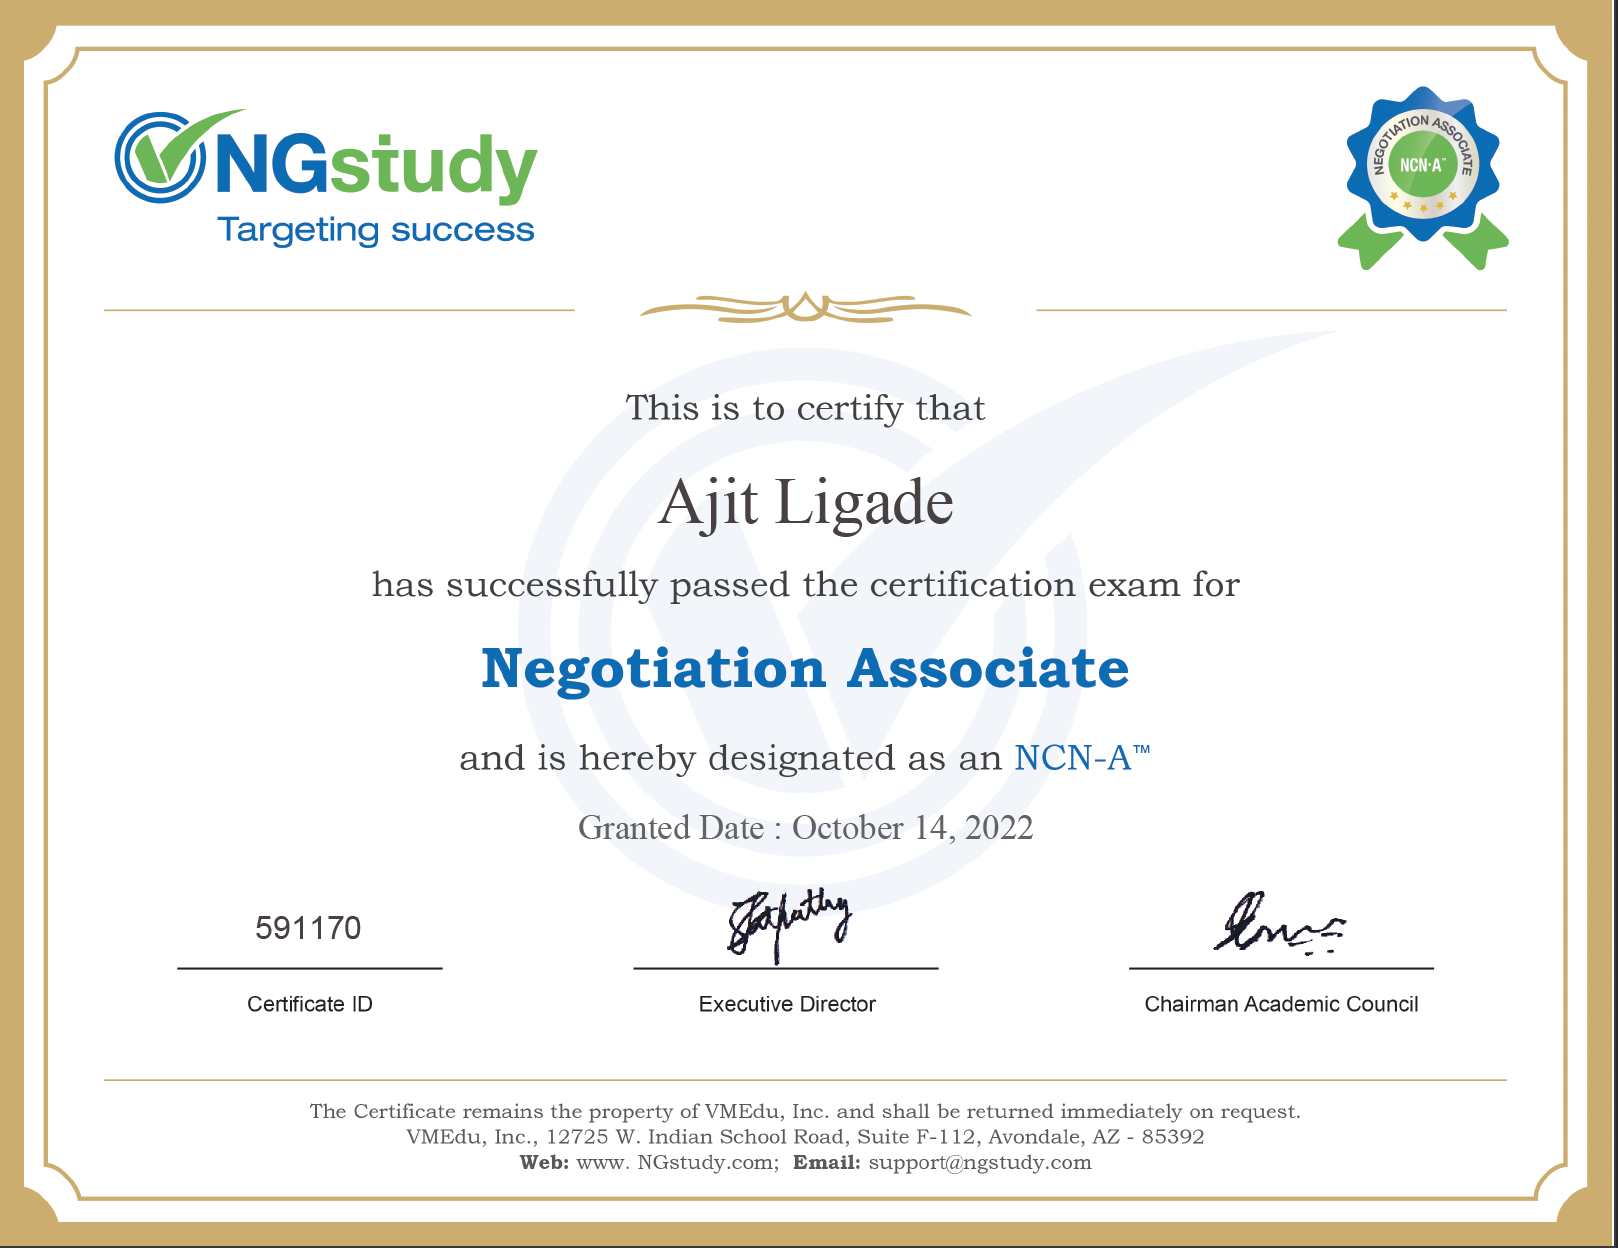 NGstudy
Targeting success
NEGOTIATION ASSOCIATE
NCN-A™
This is to certify that
Ajit Ligade
has successfully passed the certification exam for
Negotiation Associate
and is hereby designated as an NCN-A™
Granted Date : October 14, 2022
591170
Certificate ID
Executive Director
Chairman Academic Council
The Certificate remains the property of VMEdu, Inc. and shall be returned immediately on request.
VMEdu, Inc., 12725 W. Indian School Road, Suite F-112, Avondale, AZ - 85392
Web: www. NGstudy.com; Email: support@ngstudy.com